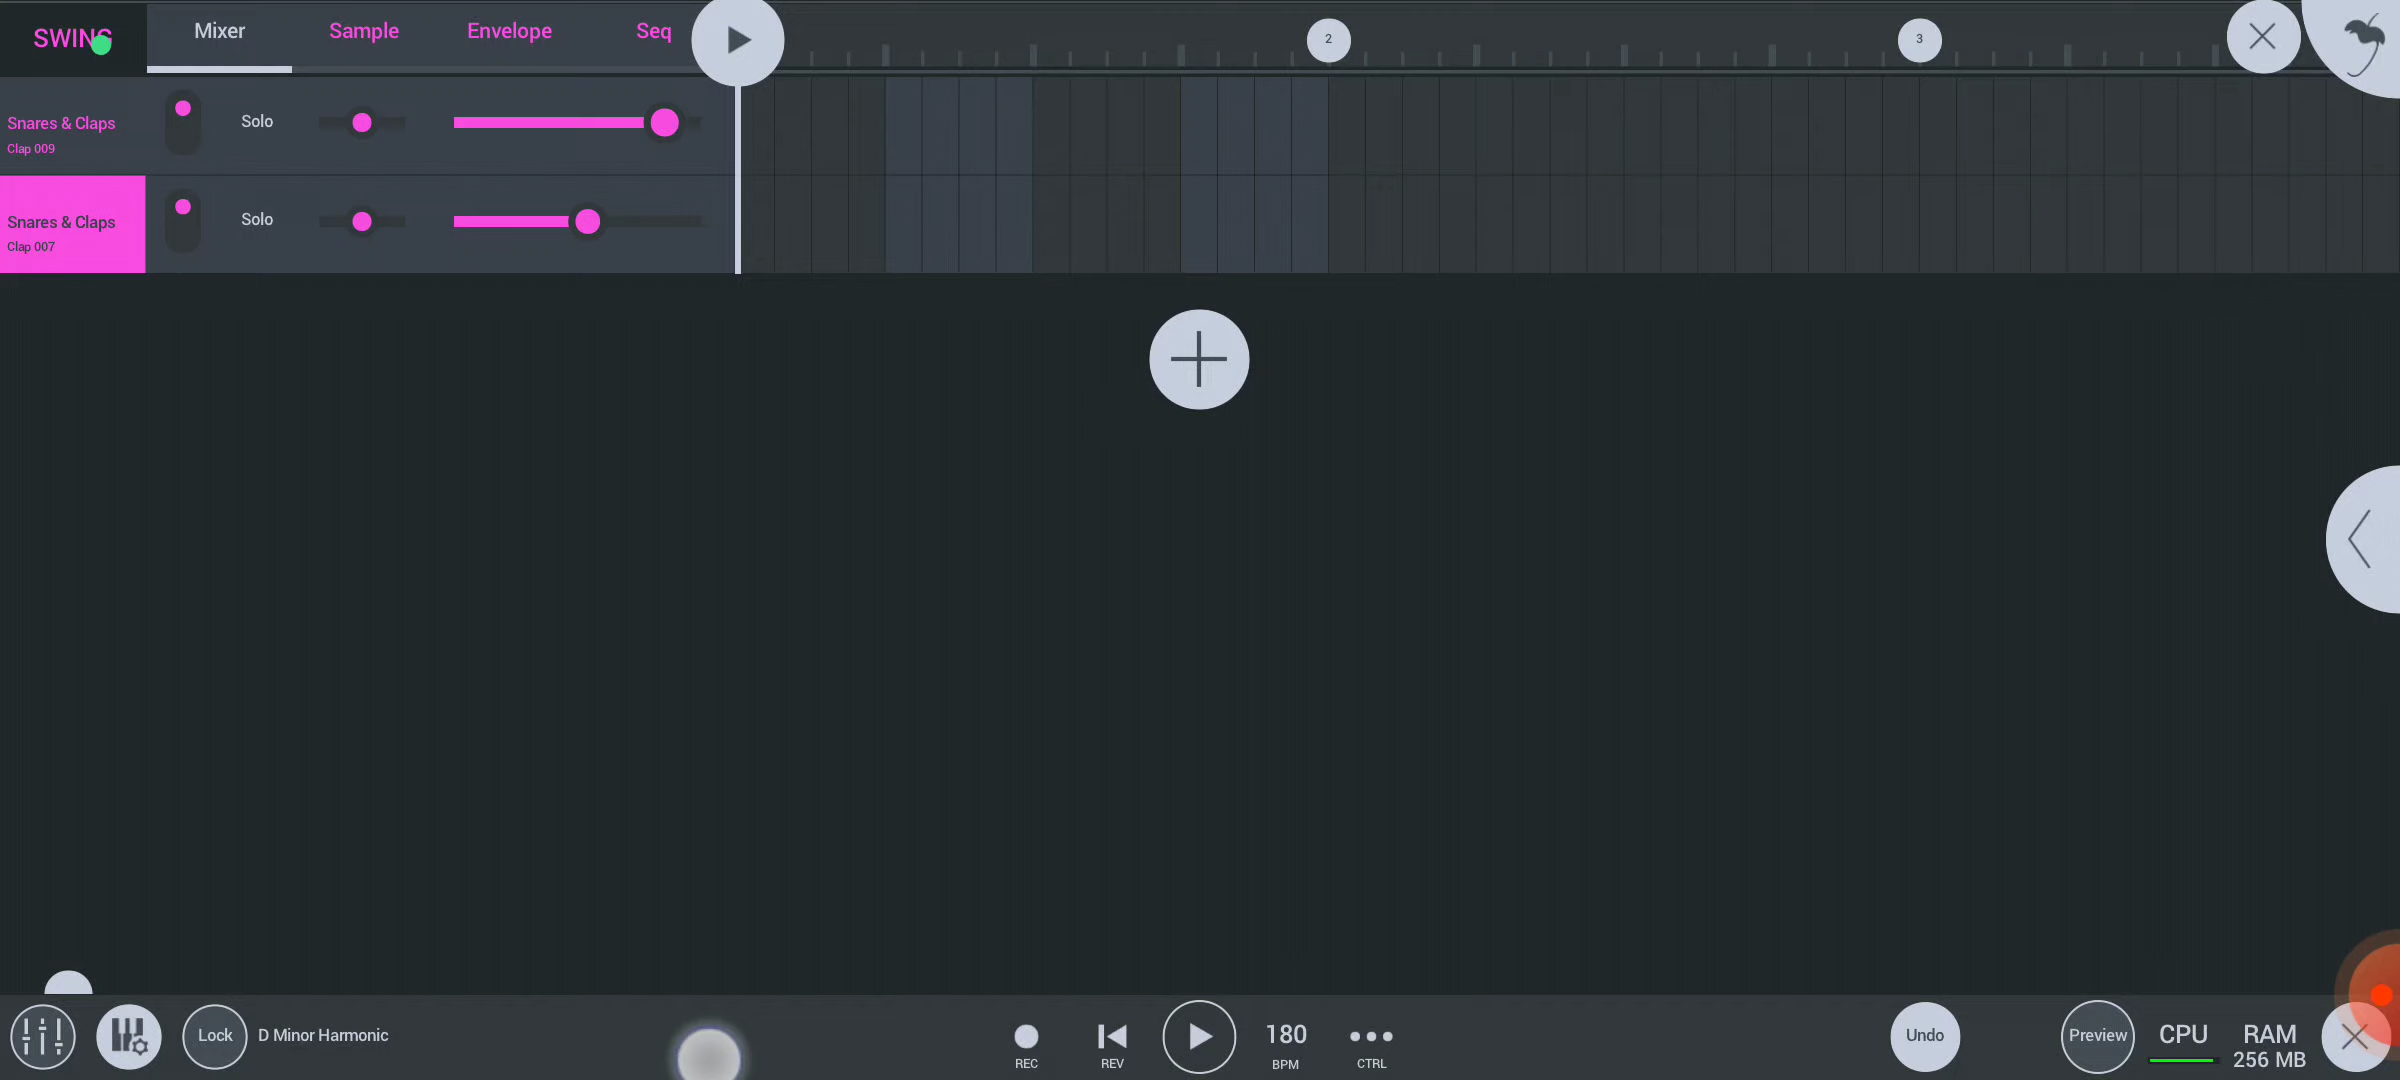 SWING
Mixer
Sample
Envelope
Seq
2
3
Snares & Claps
Clap 009
Solo
Snares & Claps
Clap 007
Solo
Lock
D Minor Harmonic
REC
REV
180
BPM
CTRL
Undo
Preview
CPU
RAM
256 MB